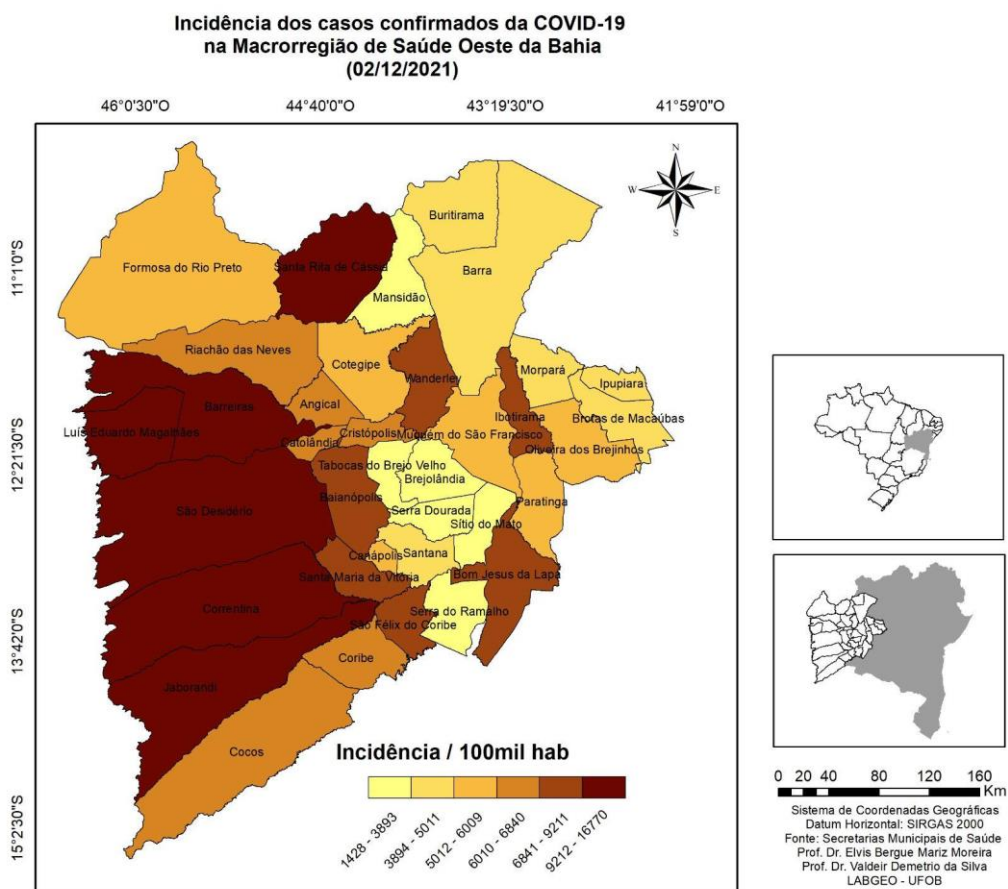 Incidência dos casos confirmados da COVID-19
na Macrorregião de Saúde Oeste da Bahia
(02/12/2021)
46°0'30"O
44°40'0"O
43°19'30"O
41°59'0"O
11°1'0"S
12°21'30"S
13°42'0"S
15°2'30"S
N
W
E
S
Buritirama
Barra
Formosa do Rio Preto
Santa Rita de Cássia
Mansidão
Riachão das Neves
Cotegipe
Wanderley
Morpará
Ipupiara
Angical
Barreiras
Ibotirama
Brotas de Macaúbas
Luís Eduardo Magalhães
Catolândia
Cristópolis
Muquém do São Francisco
Oliveira dos Brejinhos
Tabocas do Brejo Velho
Brejolândia
Baianópolis
Paratinga
São Desidério
Serra Dourada
Sítio do Mato
Canápolis
Santana
Santa Maria da Vitória
Bom Jesus da Lapa
Correntina
Serra do Ramalho
São Félix do Coribe
Coribe
Jaborandi
Cocos
Incidência / 100mil hab
1428 - 3893
3894 - 5011
5012 - 6009
6010 - 6840
6841 - 9211
9212 - 16770
0 20 40 80 120 160
Km
Sistema de Coordenadas Geográficas
Datum Horizontal: SIRGAS 2000
Fonte: Secretarias Municipais de Saúde
Prof. Dr. Elvis Bergue Mariz Moreira
Prof. Dr. Valdeir Demetrio da Silva
LABGEO - UFOB